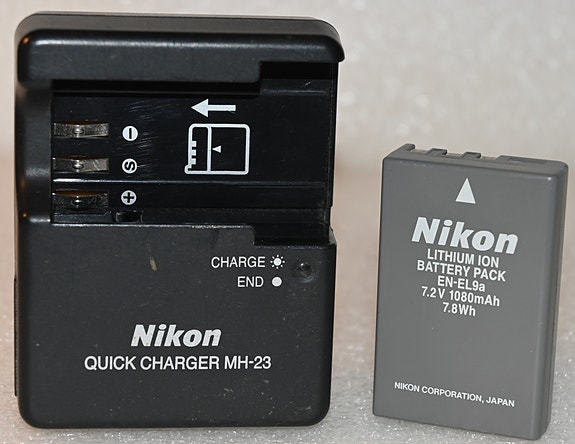 S
CHARGE
END
Nikon
QUICK CHARGER MH-23
Nikon
LITHIUM ION
BATTERY PACK
EN-EL9a
7.2V 1080mAh
7.8Wh
NIKON CORPORATION, JAPAN